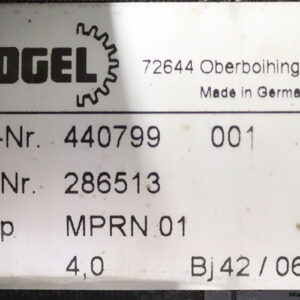 OGEL
72644 Oberboihing
Made in Germa
-Nr. 440799 001
Nr. 286513
p MPRN 01
4,0 Bj 42 / 06